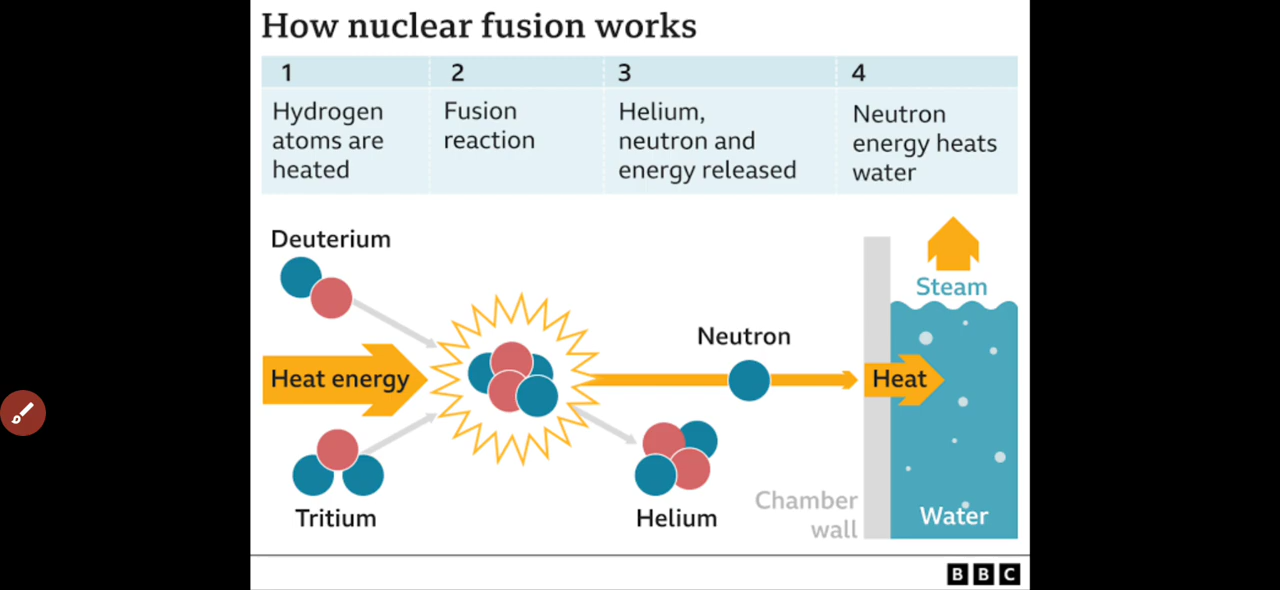 How nuclear fusion works
1
Hydrogen
atoms are
heated
2
Fusion
reaction
3
Helium,
neutron and
energy released
4
Neutron
energy heats
water
Deuterium
Heat energy
Tritium
Neutron
Helium
Chamber
wall
Heat
Steam
Water
BBC